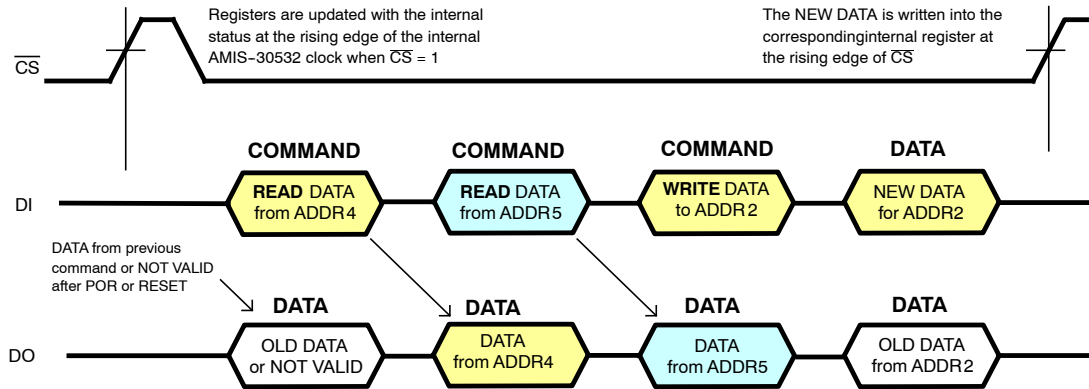 Registers are updated with the internal
status at the rising edge of the internal
AMIS-30532 clock when CS = 1
The NEW DATA is written into the
correspondinginternal register at
the rising edge of CS
CS
COMMAND
COMMAND
COMMAND
DATA
DI
READ DATA
from ADDR4
READ DATA
from ADDR5
WRITE DATA
to ADDR2
NEW DATA
for ADDR2
DATA from previous
command or NOT VALID
after POR or RESET
DATA
DATA
DATA
DATA
DO
OLD DATA
or NOT VALID
DATA
from ADDR4
DATA
from ADDR5
OLD DATA
from ADDR2